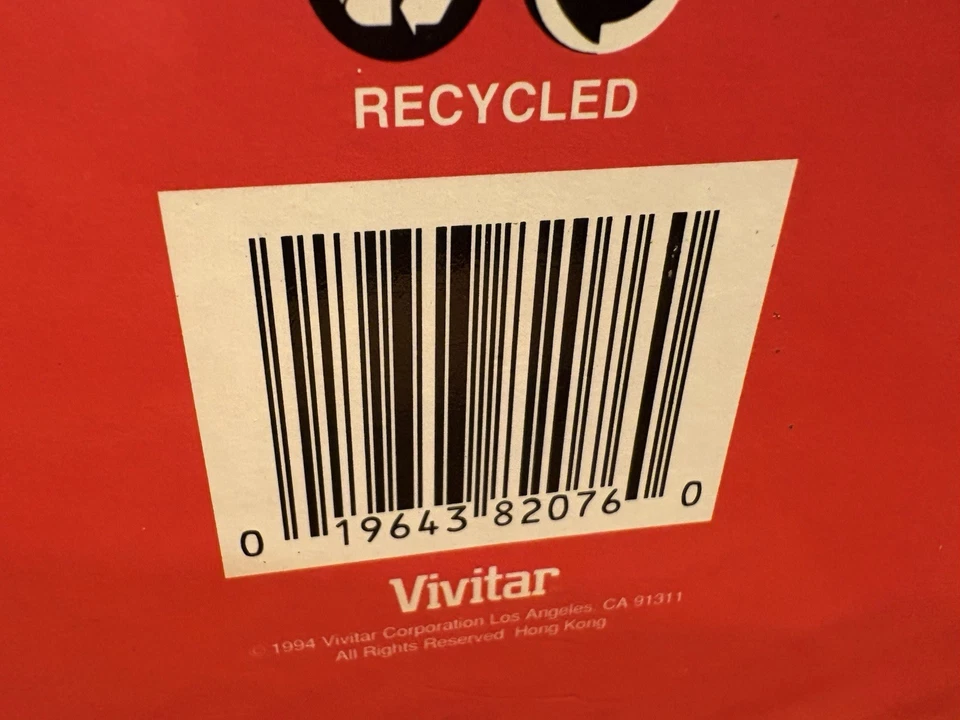 RECYCLED
0 19643 82076 0
Vivitar
© 1994 Vivitar Corporation Los Angeles CA 91311
All Rights Reserved Hong Kong